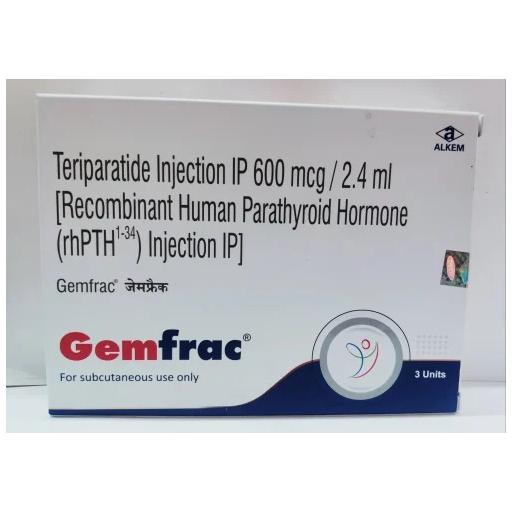 ALKEM
Teriparatide Injection IP 600 mcg / 2.4 ml
[Recombinant Human Parathyroid Hormone
(rhPTH¹⁻³⁴) Injection IP]
Gemfrac® जेमफ्रैक
Gemfrac®
For subcutaneous use only
3 Units